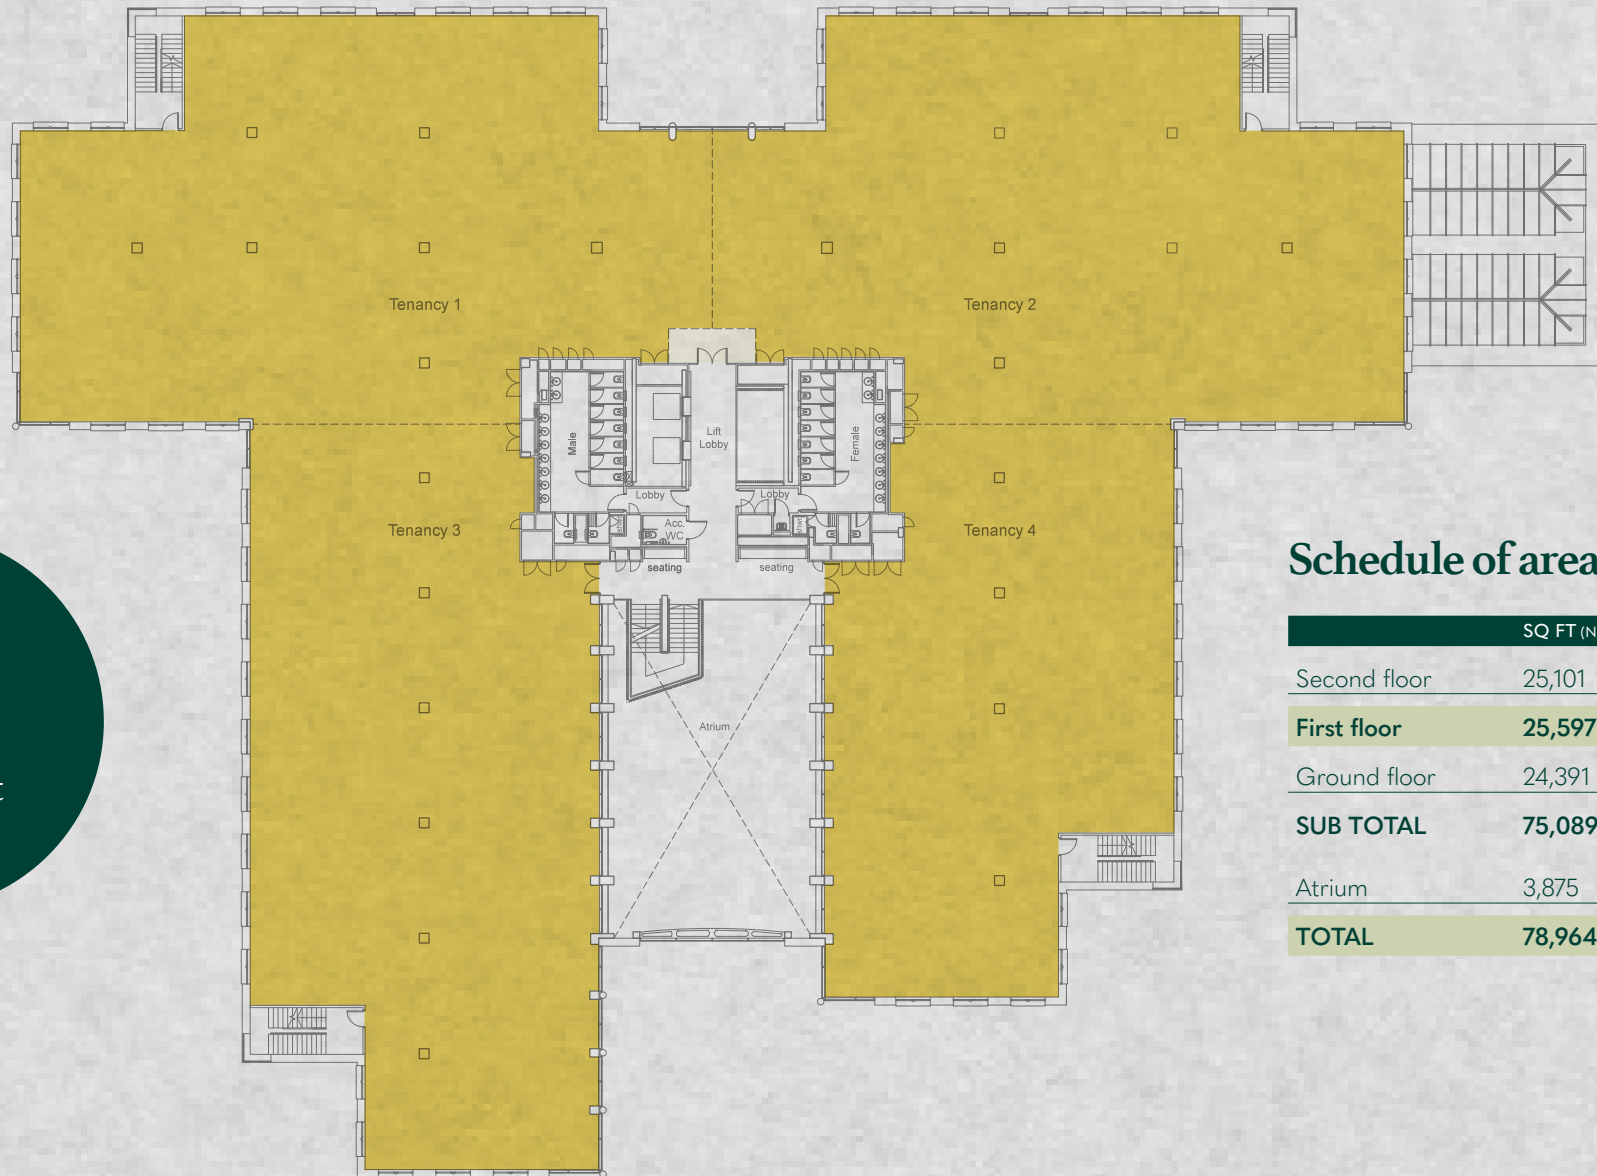 Tenancy 1
Tenancy 2
Male
Lift
Lobby
Female
Lobby
Lobby
Tenancy 3
Acc.
WC
Tenancy 4
seating
seating
Atrium
t
Schedule of area
SQ FT (N
Second floor 25,101
First floor 25,597
Ground floor 24,391
SUB TOTAL 75,089
Atrium 3,875
TOTAL 78,964